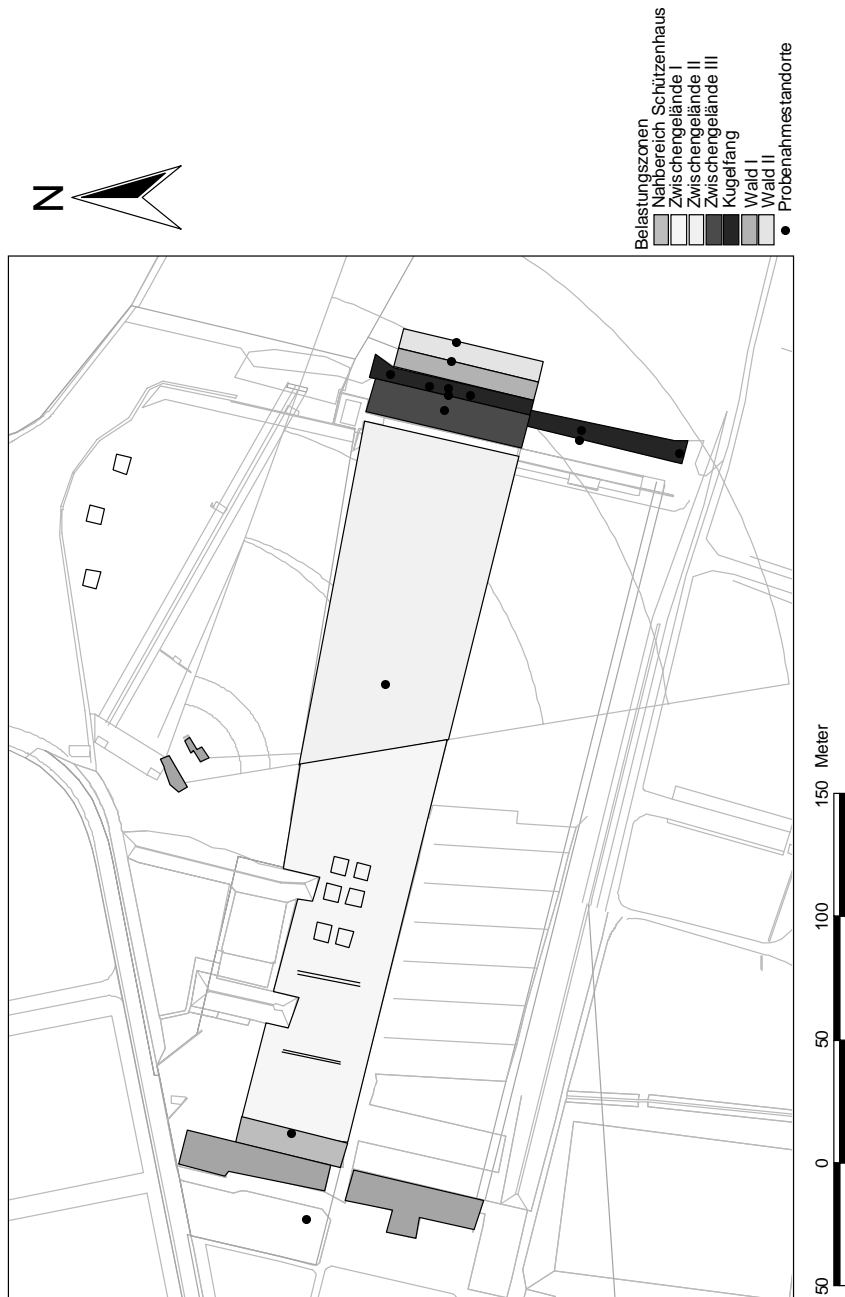 N
Belastungszonen
Nahbereich Schützenhaus
Zwischengelände I
Zwischengelände II
Zwischengelände III
Kugelfang
Wald I
Wald II
Probenahmestandorte
50 0 50 100 150 Meter